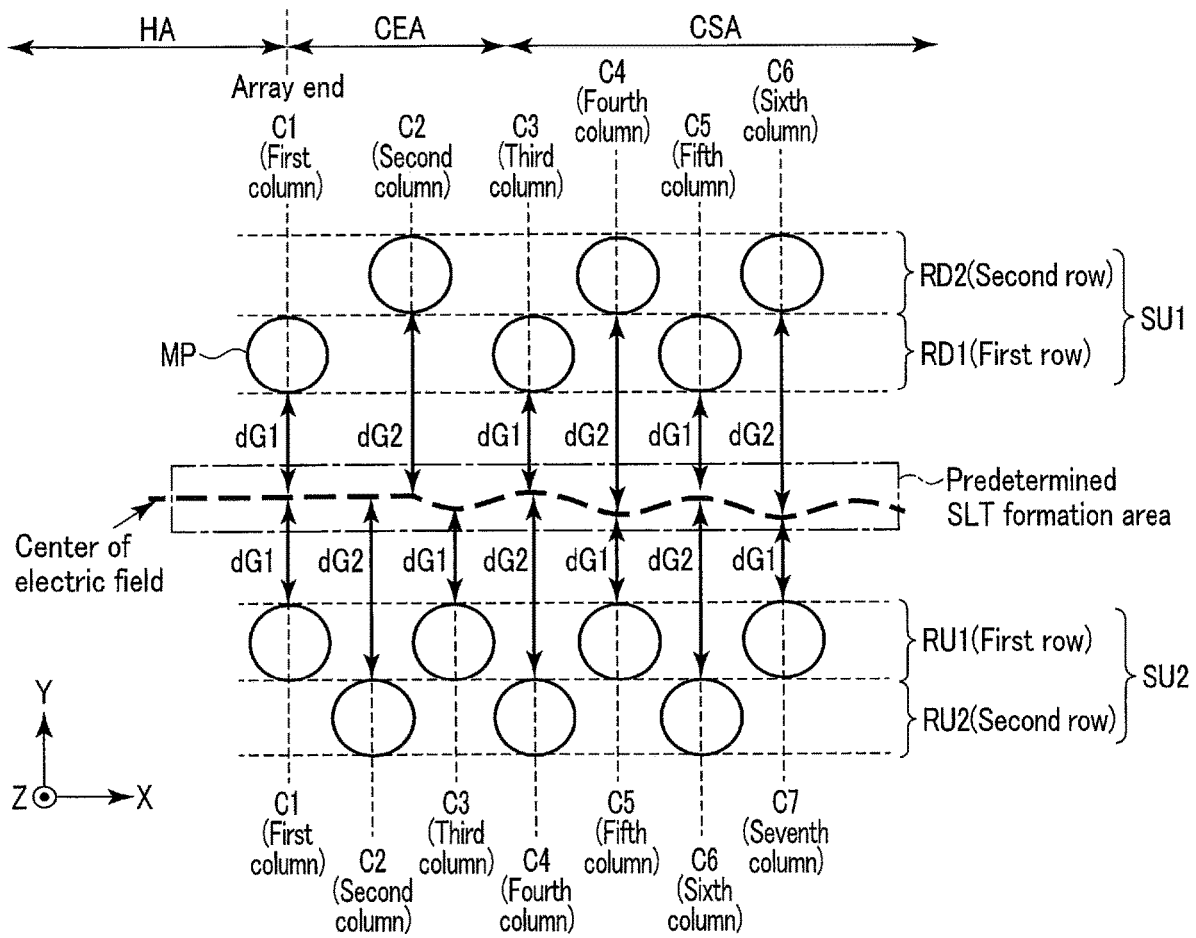 HA
CEA
CSA
Array end
C1
(First
column)
C2
(Second
column)
C3
(Third
column)
C4
(Fourth
column)
C5
(Fifth
column)
C6
(Sixth
column)
RD2(Second row)
SU1
MP
RD1(First row)
dG1
dG2
dG1
dG2
dG1
dG2
Predetermined
SLT formation area
Center of
electric field
dG1
dG2
dG1
dG2
dG1
dG2
dG1
RU1(First row)
SU2
RU2(Second row)
Y
Z
X
C1
(First
column)
C2
(Second
column)
C3
(Third
column)
C4
(Fourth
column)
C5
(Fifth
column)
C6
(Sixth
column)
C7
(Seventh
column)